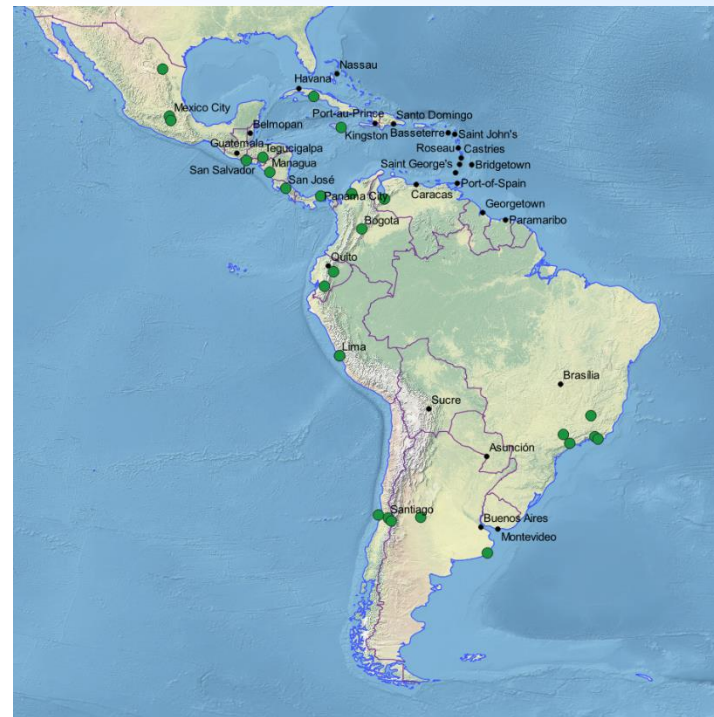 Nassau
Havana
Mexico City
Port-au-Prince
Santo Domingo
Kingston
Basseterre
Saint John's
Belmopan
Roseau
Castries
Guatemala
Tegucigalpa
Saint George's
Bridgetown
San Salvador
Managua
San José
Panama City
Caracas
Port-of-Spain
Georgetown
Paramaribo
Bogota
Quito
Lima
Brasília
Sucre
Asunción
Santiago
Buenos Aires
Montevideo